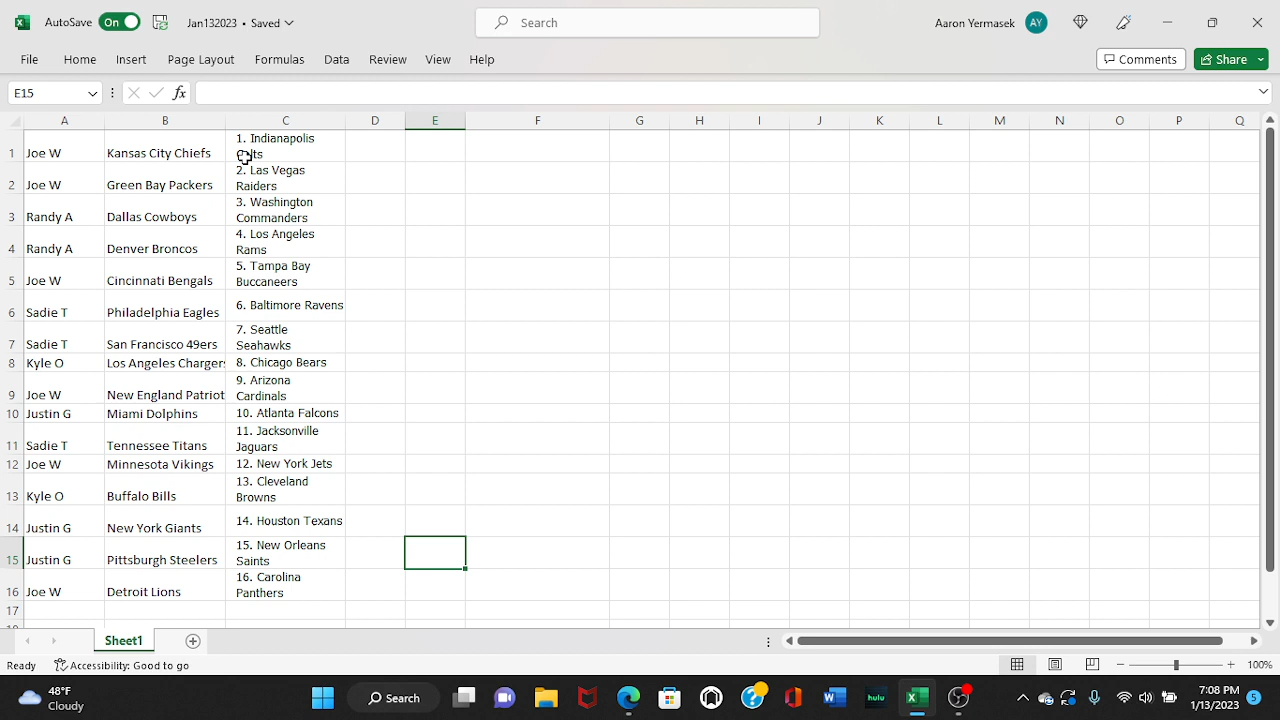 AutoSave On Jan132023 • Saved Search Aaron Yermasek AY
File Home Insert Page Layout Formulas Data Review View Help Comments Share
E15 fx
A B C D E F G H I J K L M N O P Q
1 Joe W Kansas City Chiefs 1. Indianapolis
Colts
2 Joe W Green Bay Packers 2. Las Vegas
Raiders
3 Randy A Dallas Cowboys 3. Washington
Commanders
4 Randy A Denver Broncos 4. Los Angeles
Rams
5 Joe W Cincinnati Bengals 5. Tampa Bay
Buccaneers
6 Sadie T Philadelphia Eagles 6. Baltimore Ravens
7 Sadie T San Francisco 49ers 7. Seattle
Seahawks
8 Kyle O Los Angeles Chargers 8. Chicago Bears
9 Joe W New England Patriot 9. Arizona
Cardinals
10 Justin G Miami Dolphins 10. Atlanta Falcons
11 Sadie T Tennessee Titans 11. Jacksonville
Jaguars
12 Joe W Minnesota Vikings 12. New York Jets
13 Kyle O Buffalo Bills 13. Cleveland
Browns
14 Justin G New York Giants 14. Houston Texans
15 Justin G Pittsburgh Steelers 15. New Orleans
Saints
16 Joe W Detroit Lions 16. Carolina
Panthers
17
18
Sheet1
Ready Accessibility: Good to go 100%
48°F
Cloudy
Search
hulu
7:08 PM
1/13/2023
5